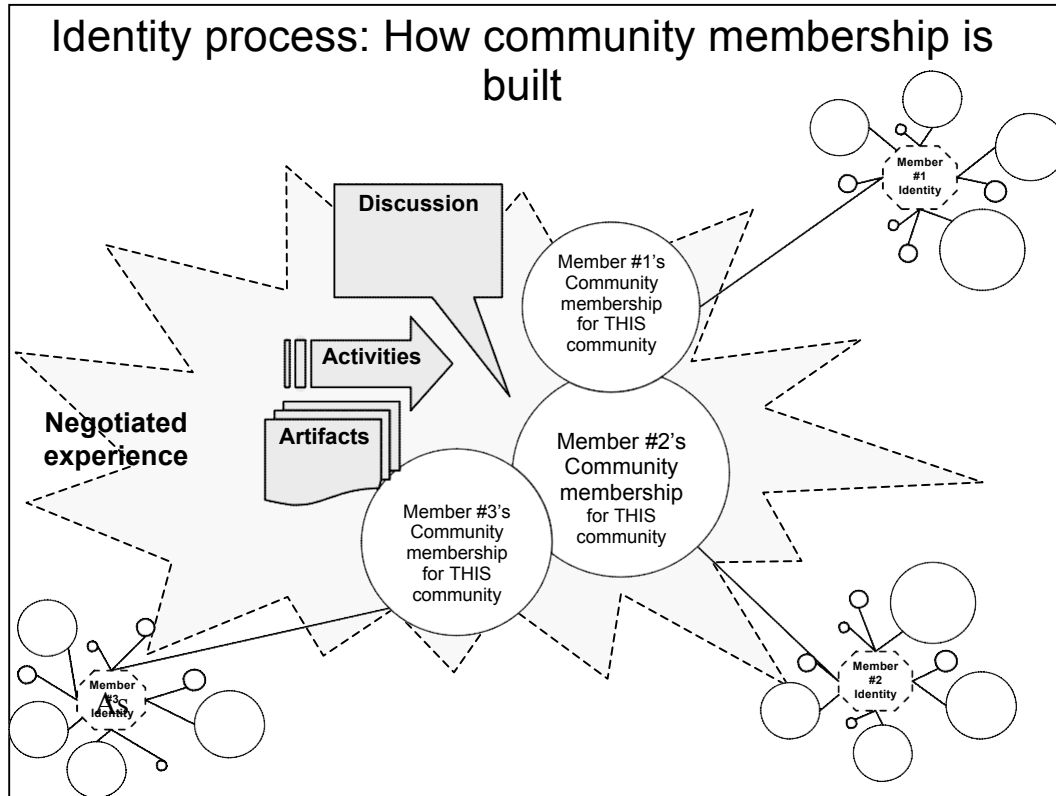 Identity process: How community membership is
built
Member
#1
Identity
Discussion
Member #1's
Community
membership
for THIS
community
Activities
Negotiated
experience
Artifacts
Member #2's
Community
membership
for THIS
community
Member #3's
Community
membership
for THIS
community
Member
#2
Identity
Member
#3
Identity
As